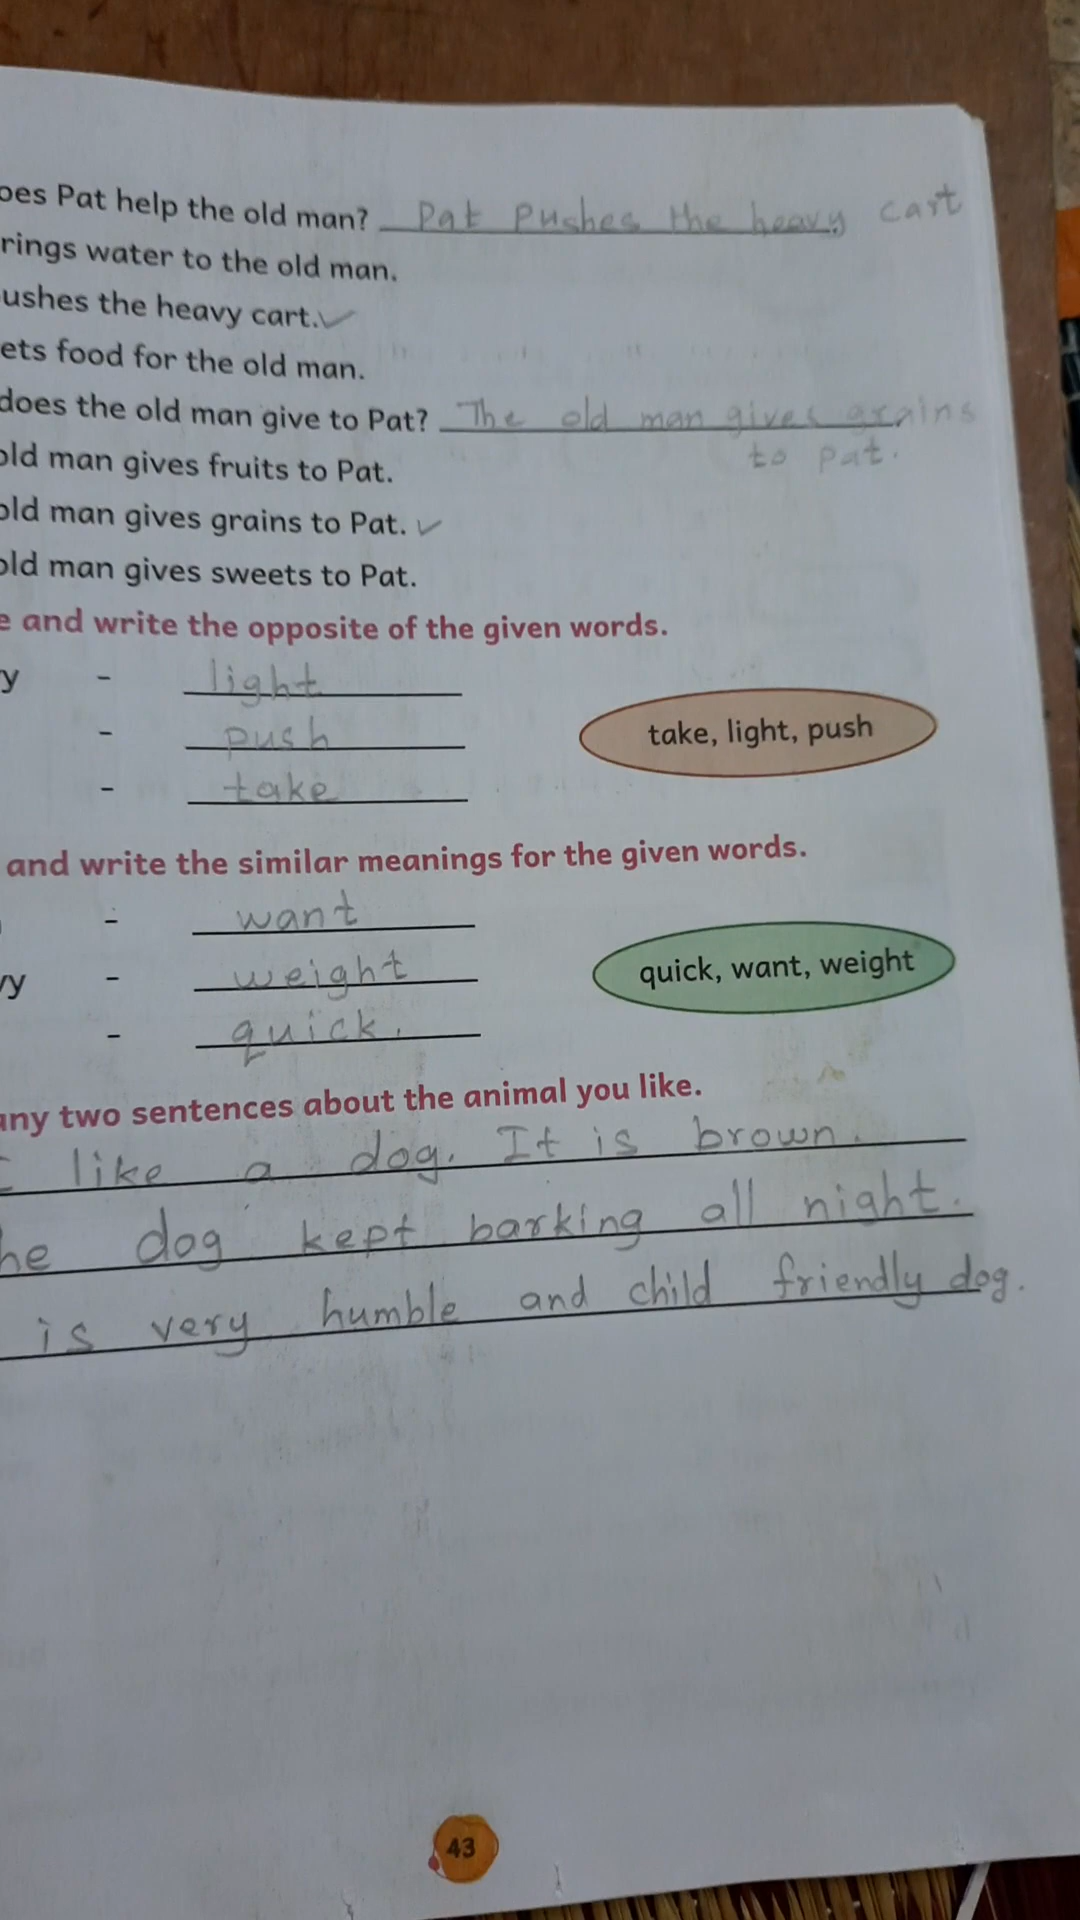 oes Pat help the old man? Pat pushes the heavy cart
rings water to the old man.
ushes the heavy cart.✓
ets food for the old man.
does the old man give to Pat? The old man gives grains
to pat.
old man gives fruits to Pat.
old man gives grains to Pat. ✓
old man gives sweets to Pat.
e and write the opposite of the given words.
y - light
- push
take, light, push
- take
and write the similar meanings for the given words.
- want
vy - weight
quick, want, weight
- quick.
any two sentences about the animal you like.
I like a dog. It is brown.
he dog kept barking all night.
is very humble and child friendly dog.
43